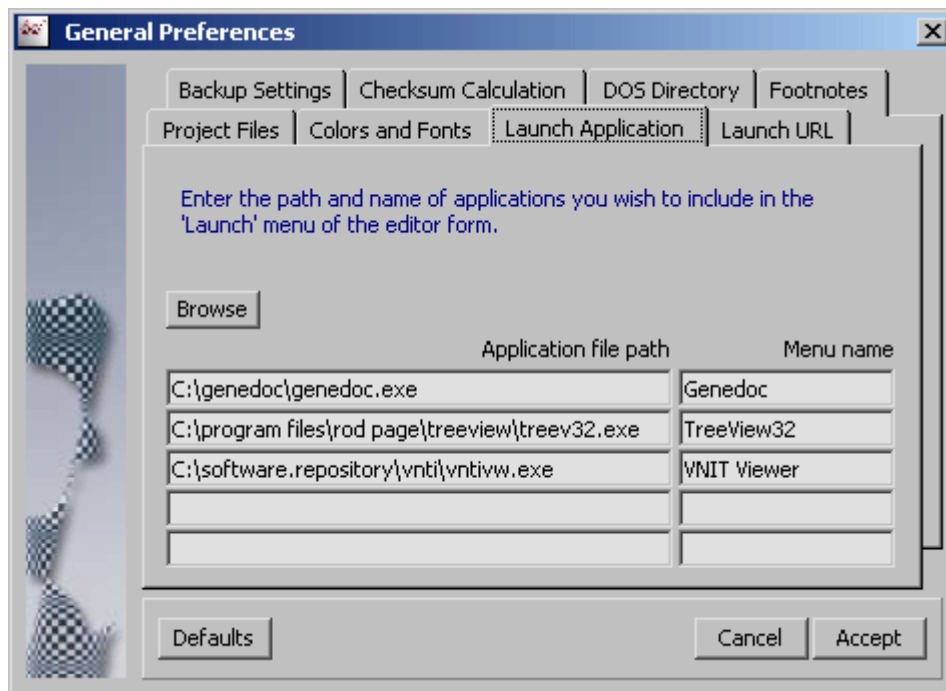 General Preferences
Backup Settings
Checksum Calculation
DOS Directory
Footnotes
Project Files
Colors and Fonts
Launch Application
Launch URL
Enter the path and name of applications you wish to include in the
'Launch' menu of the editor form.
Browse
Application file path
Menu name
C:\genedoc\genedoc.exe
Genedoc
C:\program files\rod page\treeview\treev32.exe
TreeView32
C:\software.repository\vnti\vntivw.exe
VNIT Viewer
Defaults
Cancel
Accept